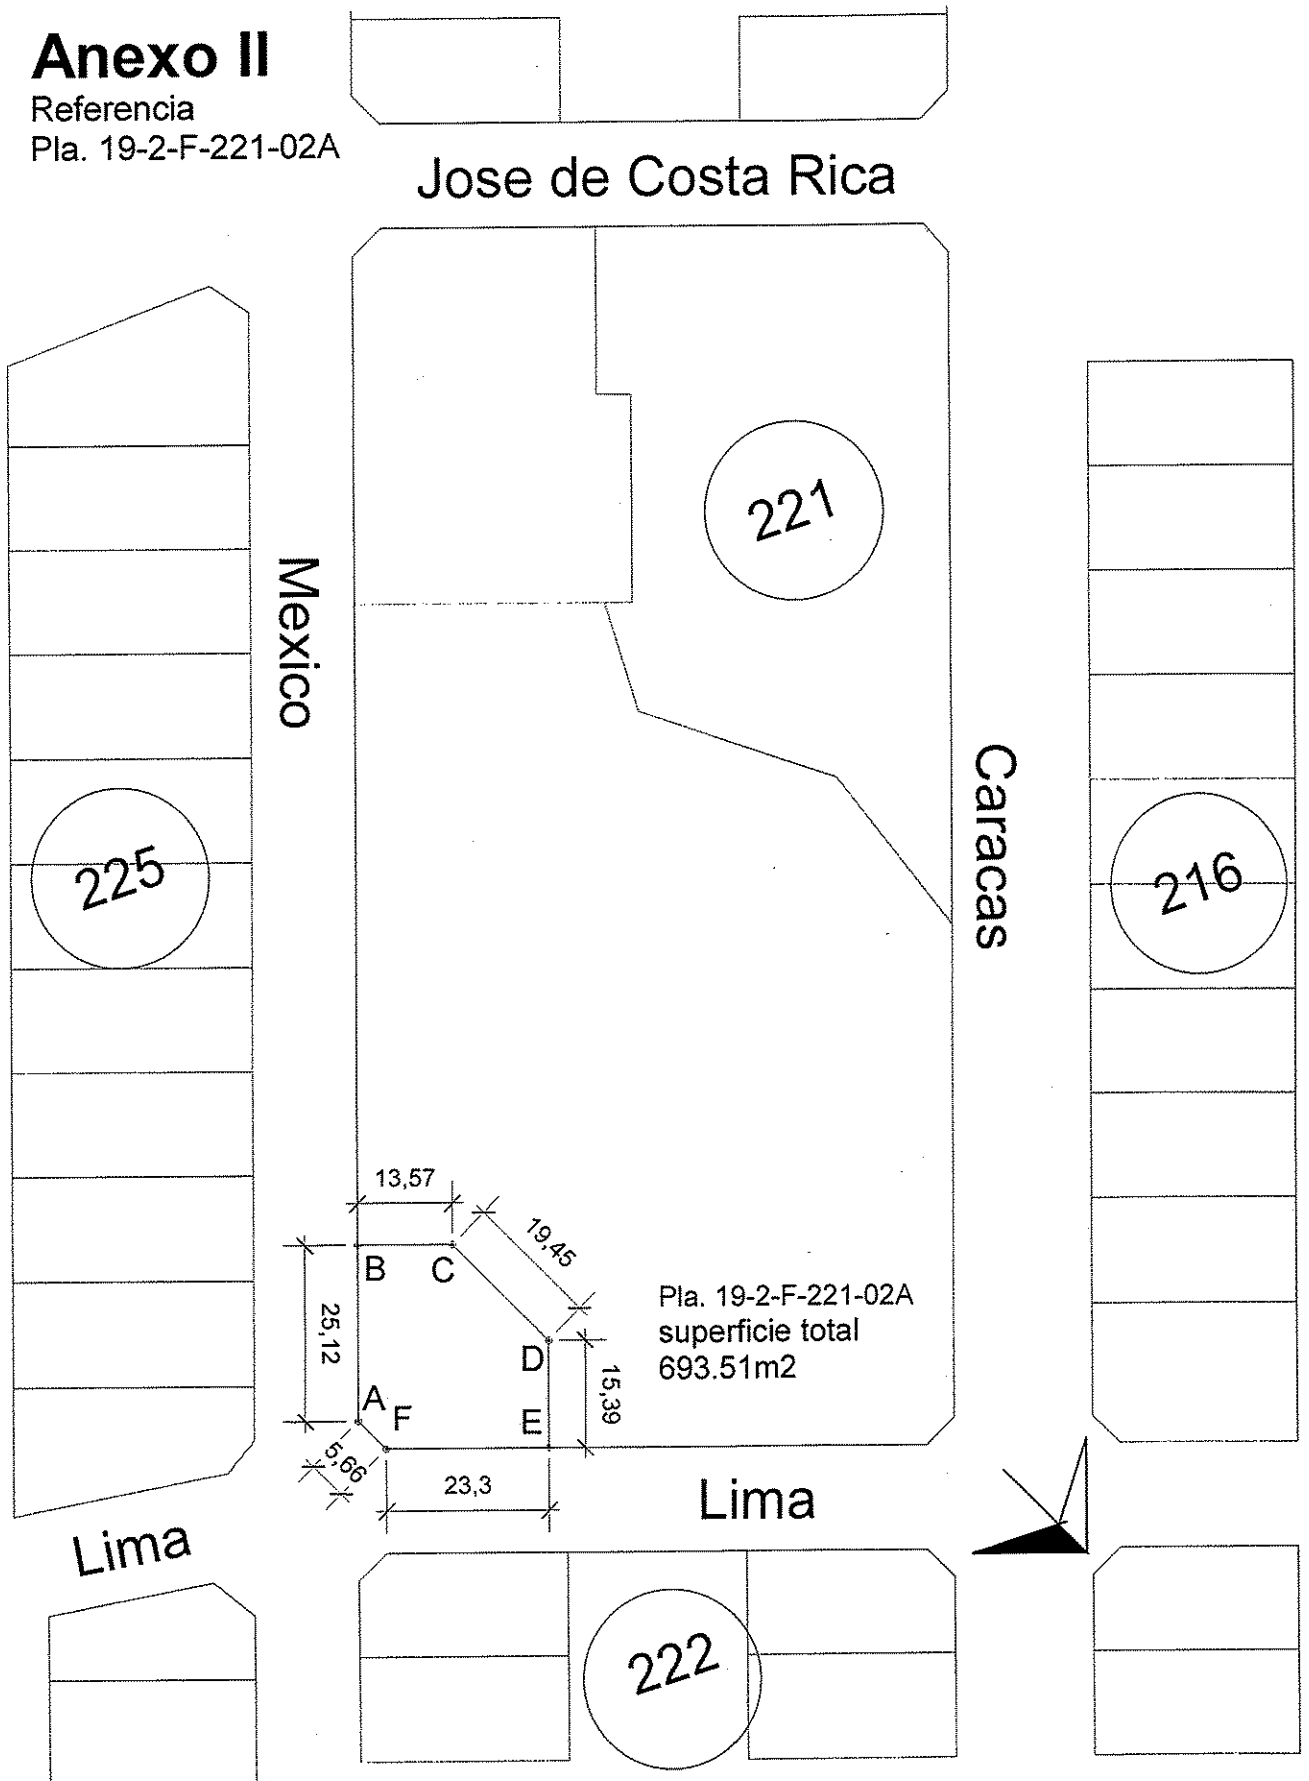 Anexo II
Referencia
Pla. 19-2-F-221-02A
Jose de Costa Rica
221
Mexico
Caracas
225
216
13,57
19,45
B
C
25,12
Pla. 19-2-F-221-02A
superficie total
693.51m2
D
15,39
A
F
E
5,66
23,3
Lima
Lima
222